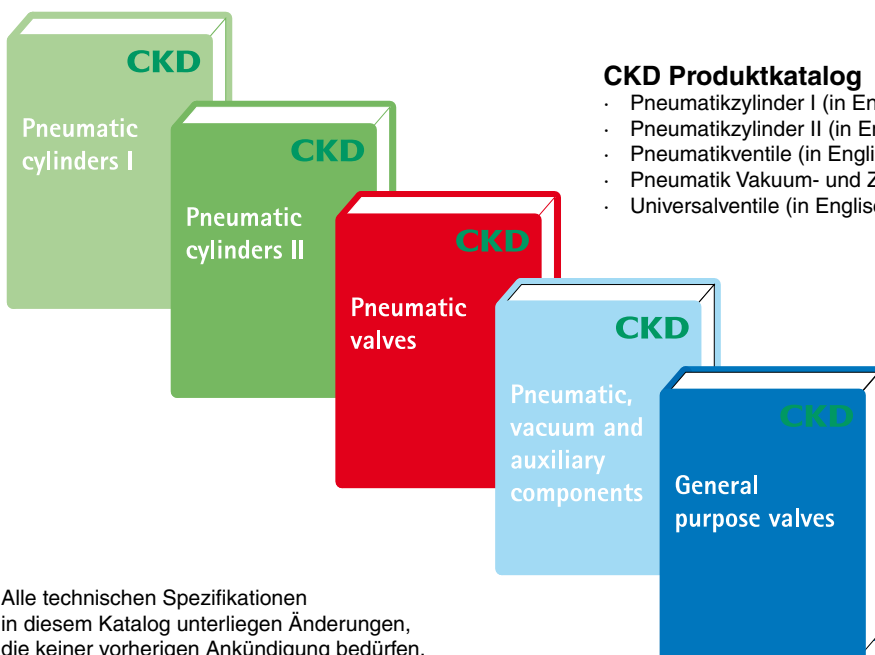 CKD
Pneumatic
cylinders I
CKD
Pneumatic
cylinders II
CKD
Pneumatic
valves
CKD
Pneumatic,
vacuum and
auxiliary
components
CKD
General
purpose valves
CKD Produktkatalog
· Pneumatikzylinder I (in
· Pneumatikzylinder II (in
· Pneumatikventile (in
· Pneumatik Vakuum- und
· Universalventile (in
Alle technischen Spezifikationen
in diesem Katalog unterliegen Änderungen,
die keiner vorherigen Ankündigung bedürfen.